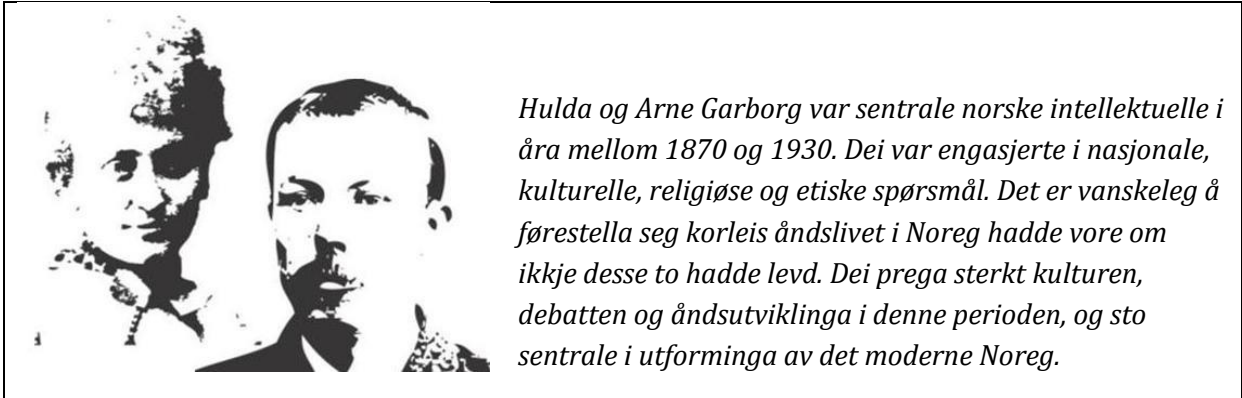 Hulda og Arne Garborg var sentrale norske intellektuelle i
åra mellom 1870 og 1930. Dei var engasjerte i nasjonale,
kulturelle, religiøse og etiske spørsmål. Det er vanskeleg å
førestella seg korleis åndslivet i Noreg hadde vore om
ikkje desse to hadde levd. Dei prega sterkt kulturen,
debatten og åndsutviklinga i denne perioden, og sto
sentrale i utforminga av det moderne Noreg.